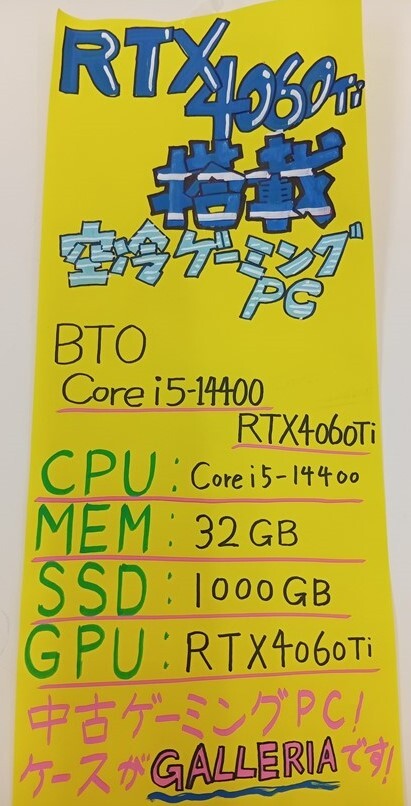 RTX
4060Ti
搭載
空冷ゲーミング
PC
BTO
Core i5-14400
RTX4060Ti
CPU: Core i5-14400
MEM: 32GB
SSD: 1000GB
GPU: RTX4060Ti
中古ゲーミングPC!
ケースがGALLERIAです!